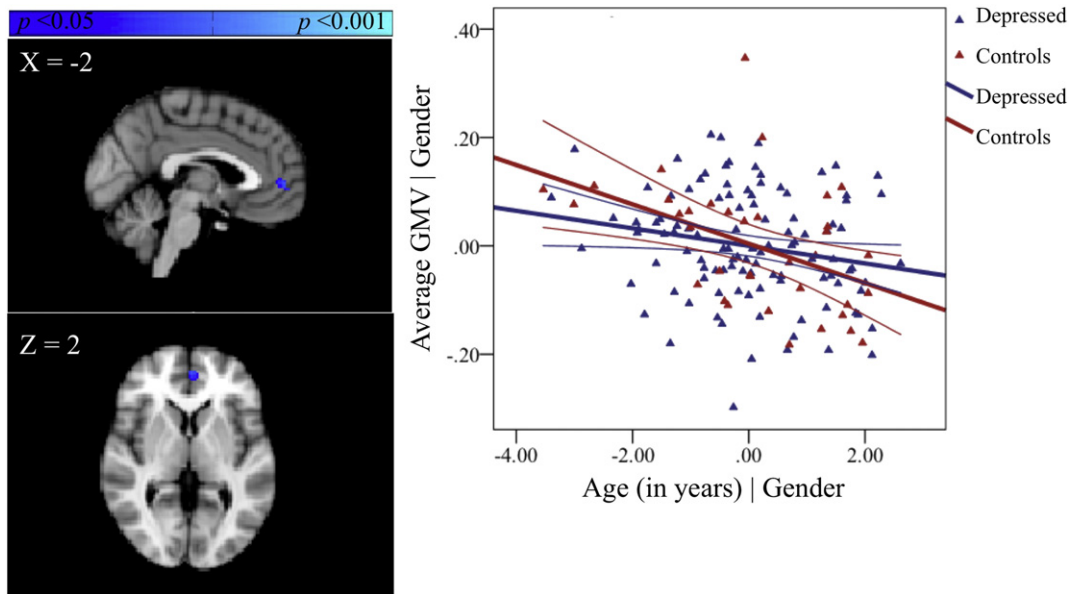 p <0.05 p <0.001
X = -2
Z = 2
Average GMV | Gender
.40
.20
.00
-.20
-4.00 -2.00 .00 2.00
Age (in years) | Gender
Depressed
Controls
Depressed
Controls